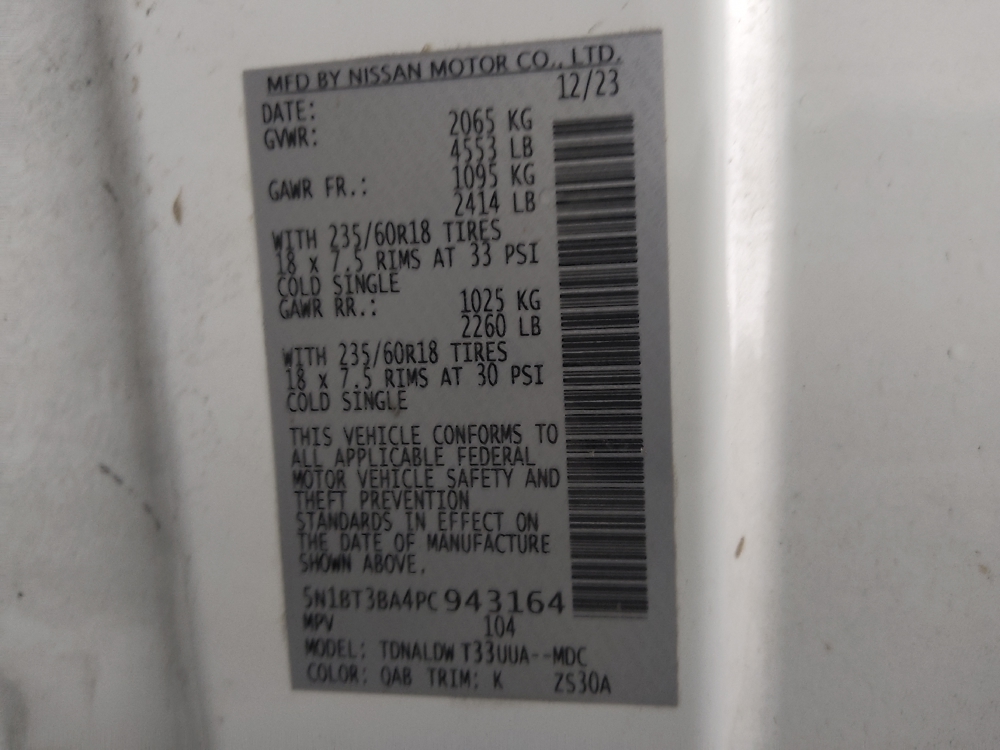 MFD BY NISSAN MOTOR CO., LTD.
DATE: 12/23
GVWR: 2065 KG
4553 LB
GAWR FR.: 1095 KG
2414 LB
WITH 235/60R18 TIRES
18 x 7.5 RIMS AT 33 PSI
COLD SINGLE
GAWR RR.: 1025 KG
2260 LB
WITH 235/60R18 TIRES
18 x 7.5 RIMS AT 30 PSI
COLD SINGLE
THIS VEHICLE CONFORMS TO
ALL APPLICABLE FEDERAL
MOTOR VEHICLE SAFETY AND
THEFT PREVENTION
STANDARDS IN EFFECT ON
THE DATE OF MANUFACTURE
SHOWN ABOVE.
5N1BT3BA4PC943164
MPV 104
MODEL: TDNALDW T33UUA--MDC
COLOR: QAB TRIM: K ZS30A